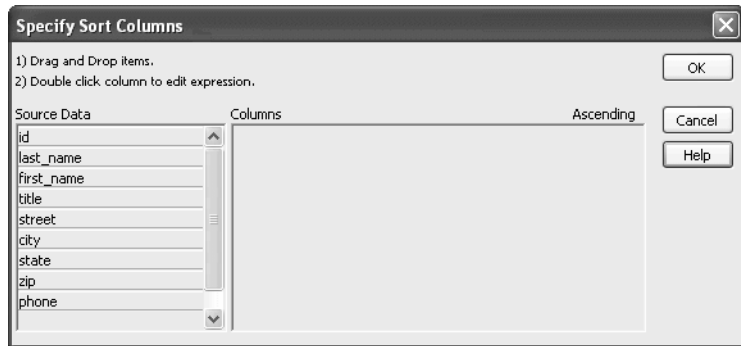 Specify Sort Columns
1) Drag and Drop items.
2) Double click column to edit expression.
OK
Source Data
Columns
Ascending
Cancel
id
last_name
Help
first_name
title
street
city
state
zip
phone